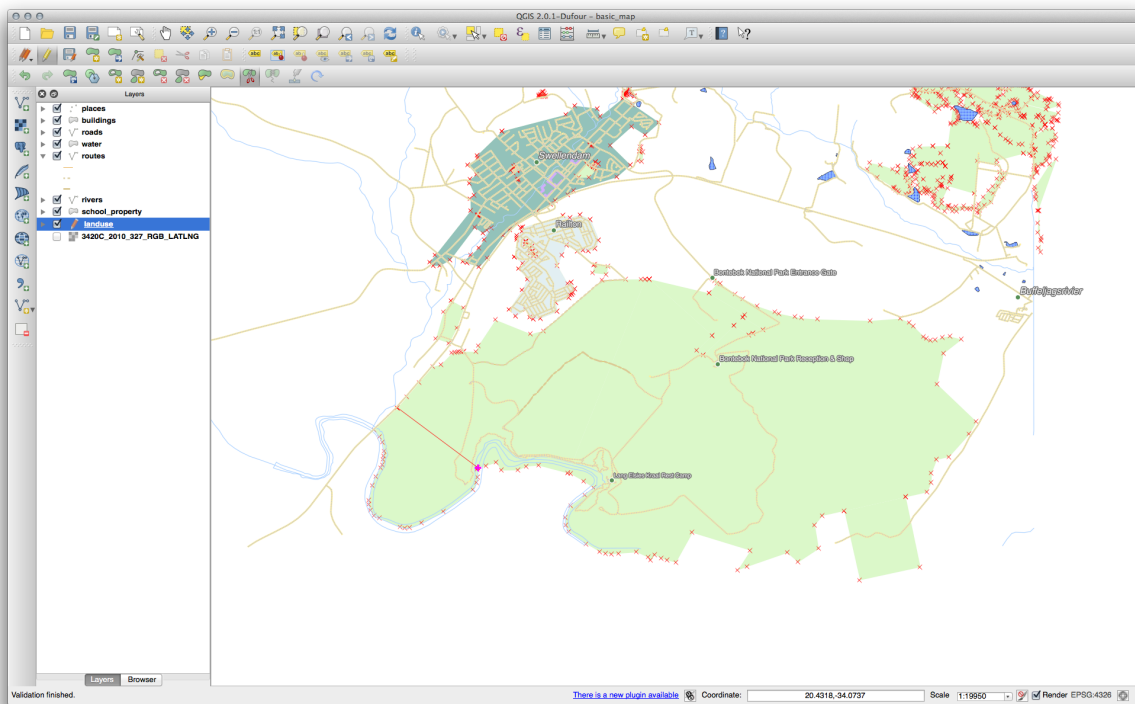 QGIS 2.0.1-Dufour - basic_map
Layers
places
buildings
roads
water
routes
rivers
school_property
landuse
3420C_2010_327_RGB_LATLNG
Swellendam
Railton
Bontebok National Park Entrance Gate
Buffeljagsrivier
Bontebok National Park Reception & Shop
Lang Elsies Kraal Rest Camp
Layers
Browser
Validation finished.
There is a new plugin available
Coordinate:
20.4318,-34.0737
Scale
1:19950
Render
EPSG:4326